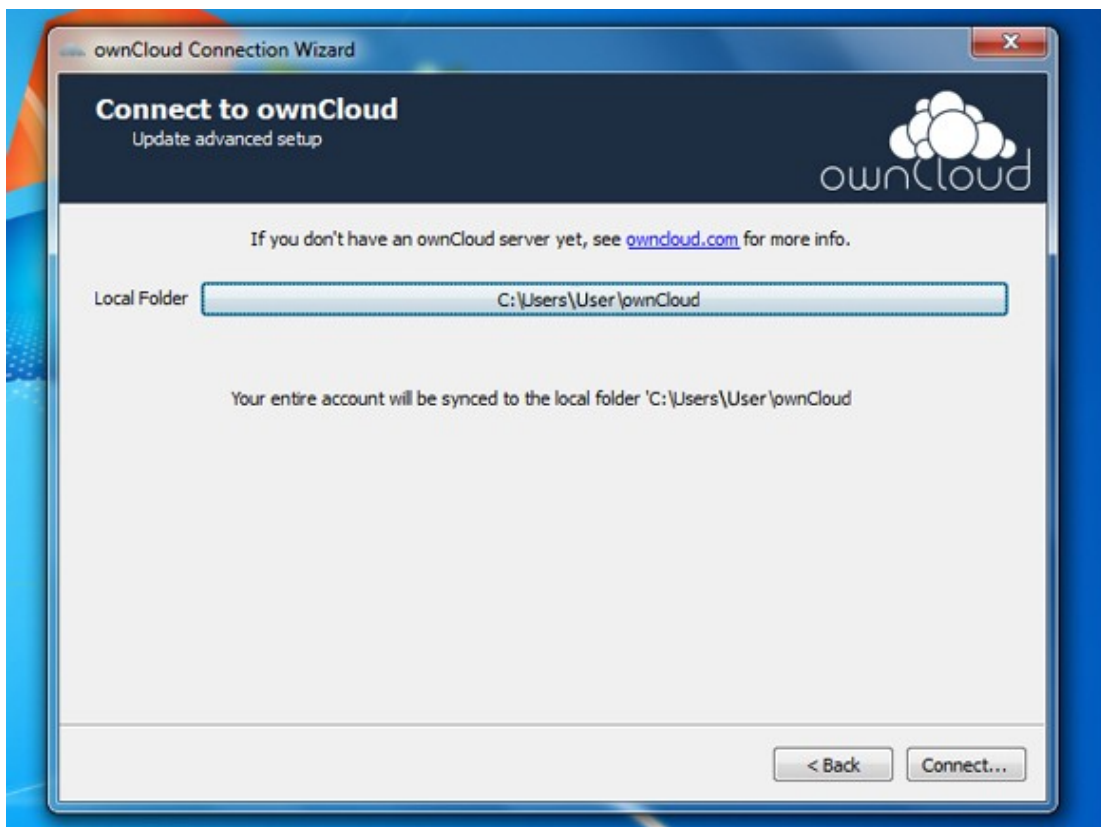 ownCloud Connection Wizard
x
Connect to ownCloud
Update advanced setup
ownCloud
If you don't have an ownCloud server yet, see owncloud.com for more info.
Local Folder C:\Users\User\ownCloud
Your entire account will be synced to the local folder 'C:\Users\User\ownCloud
< Back Connect...